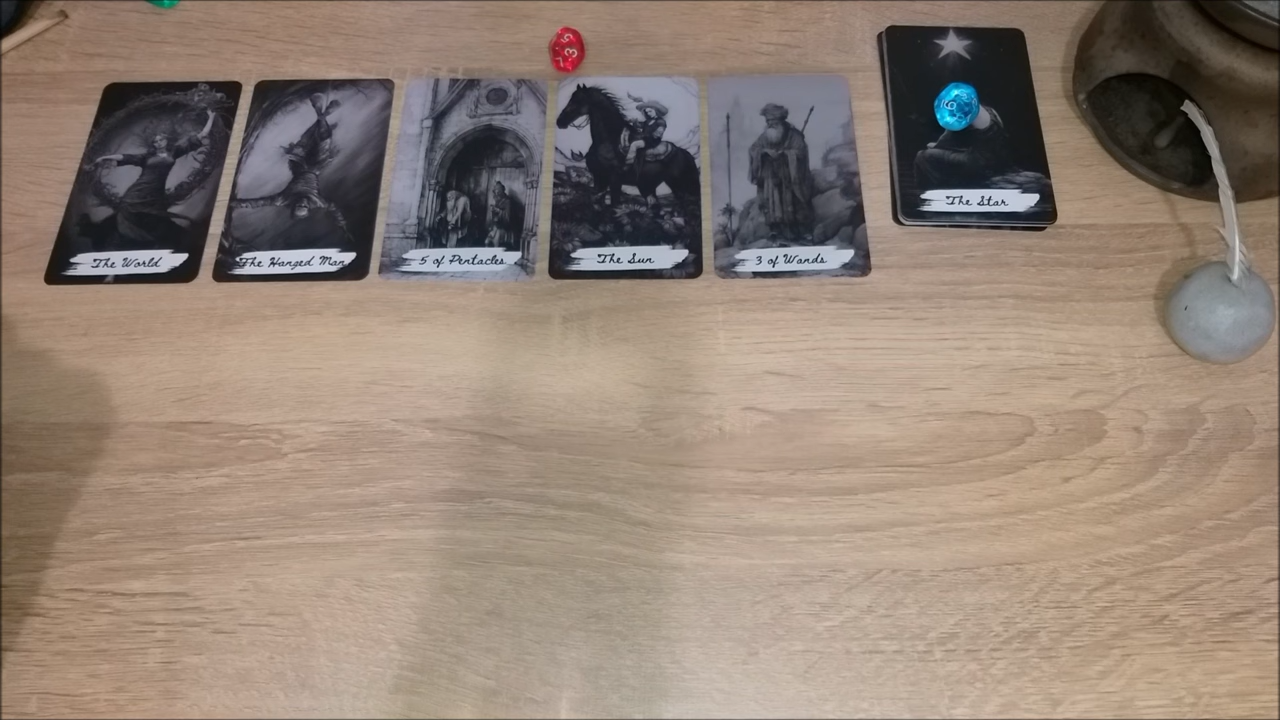 The World
The Hanged Man
5 of Pentacles
The Sun
3 of Wands
The Star